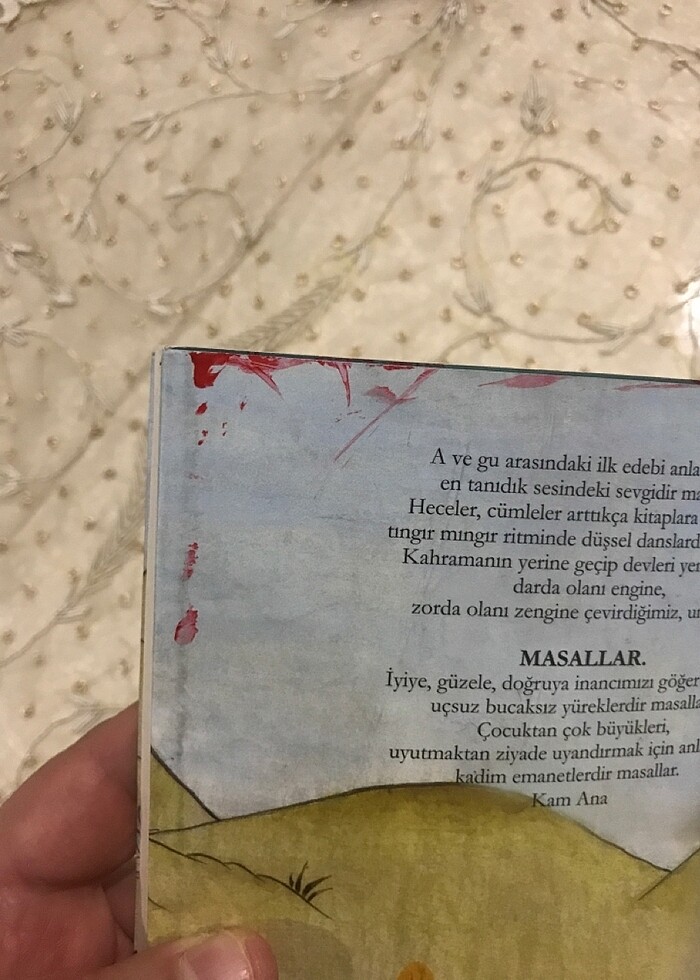 A ve gu arasındaki ilk edebi
en tanıdık sesindeki sevgidir
Heceler, cümleler arttıkça kitaplara
tıngır mıngır ritminde düşsel
Kahramanın yerine geçip devleri
darda olanı engine,
zorda olanı zengine çevirdiğimiz,
MASALLAR.
İyiye, güzele, doğruya inancımızı
uçsuz bucaksız yüreklerdir
Çocuktan çok büyükleri,
uyutmaktan ziyade uyandırmak için
kadim emanetlerdir masallar.
Kam Ana